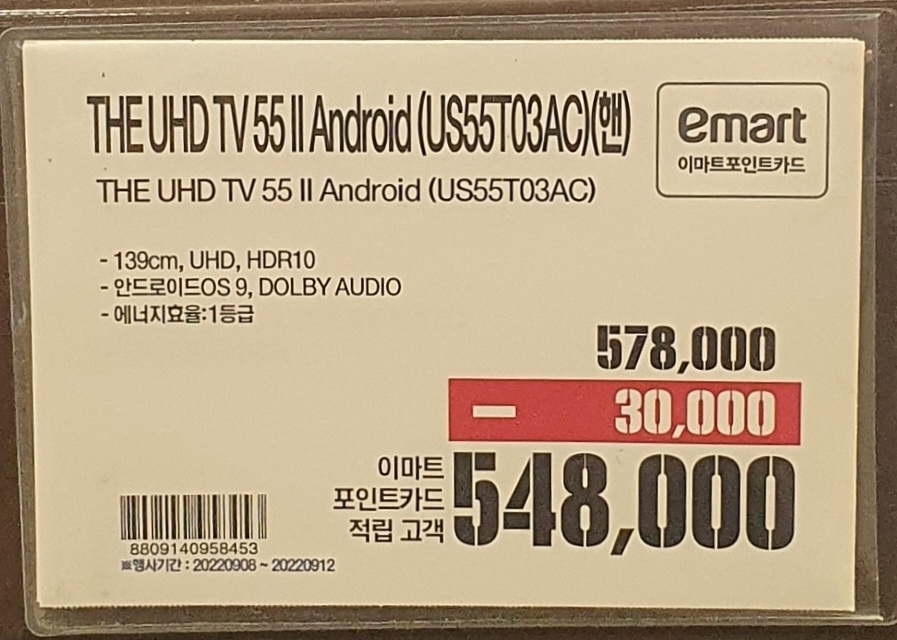 THE UHD TV 55 II Android (US55T03AC)(핸)
emart
이마트포인트카드
THE UHD TV 55 II Android (US55T03AC)
- 139cm, UHD, HDR10
- 안드로이드OS 9, DOLBY AUDIO
- 에너지효율:1등급
578,000
- 30,000
이마트
포인트카드
적립 고객
548,000
8809140958453
※행사기간 : 20220908 ~ 20220912